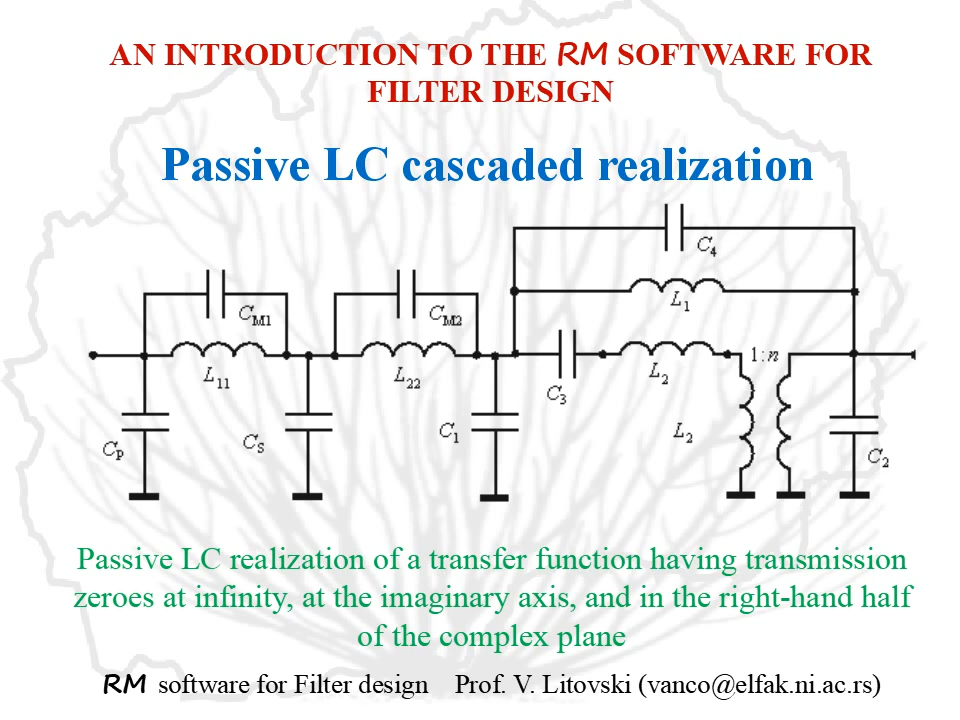 AN INTRODUCTION TO THE RM SOFTWARE FOR
FILTER DESIGN
Passive LC cascaded realization
C4
L1
CM1
CM2
1:n
L11
L22
L2
C3
CP
CS
C1
L2
C2
Passive LC realization of a transfer function having transmission
zeroes at infinity, at the imaginary axis, and in the right-hand half
of the complex plane
RM software for Filter design Prof. V. Litovski (vanco@elfak.ni.ac.rs)